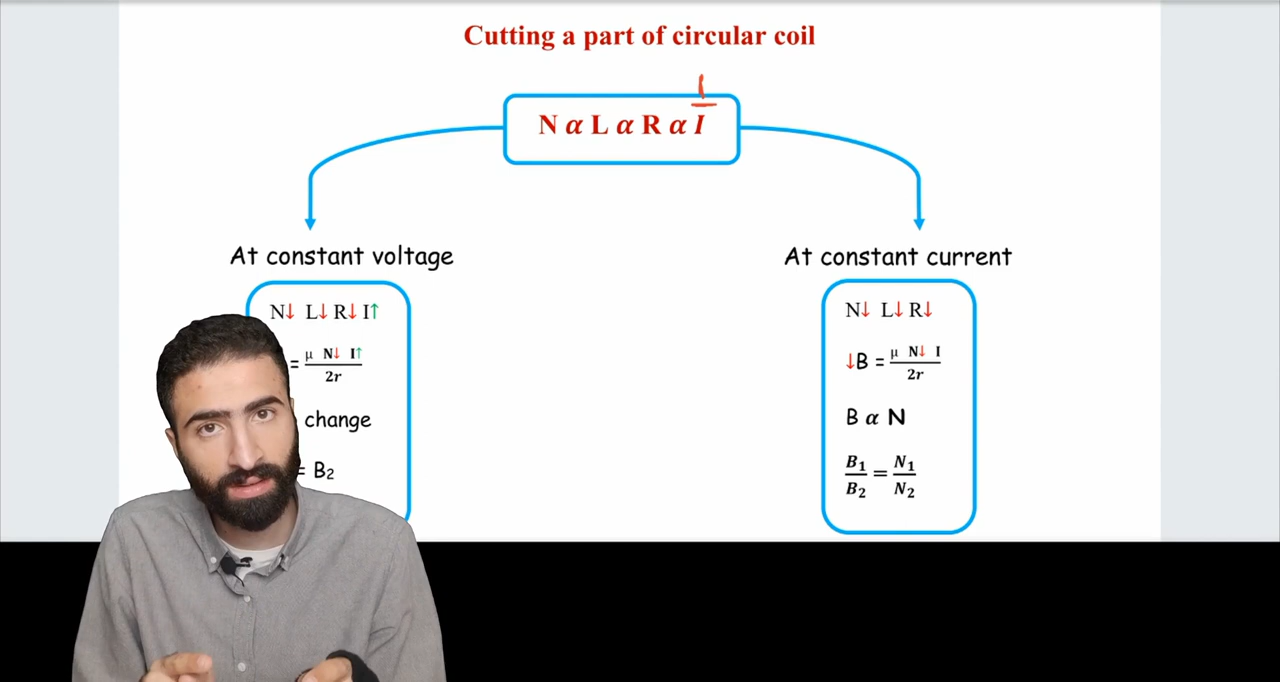 Cutting a part of circular coil
1
N α L α R α I
At constant voltage
N↓ L↓ R↓ I↑
= μ N↓ I↑ / 2r
change
= B₂
At constant current
N↓ L↓ R↓
↓B = μ N↓ I / 2r
B α N
B₁ / B₂ = N₁ / N₂